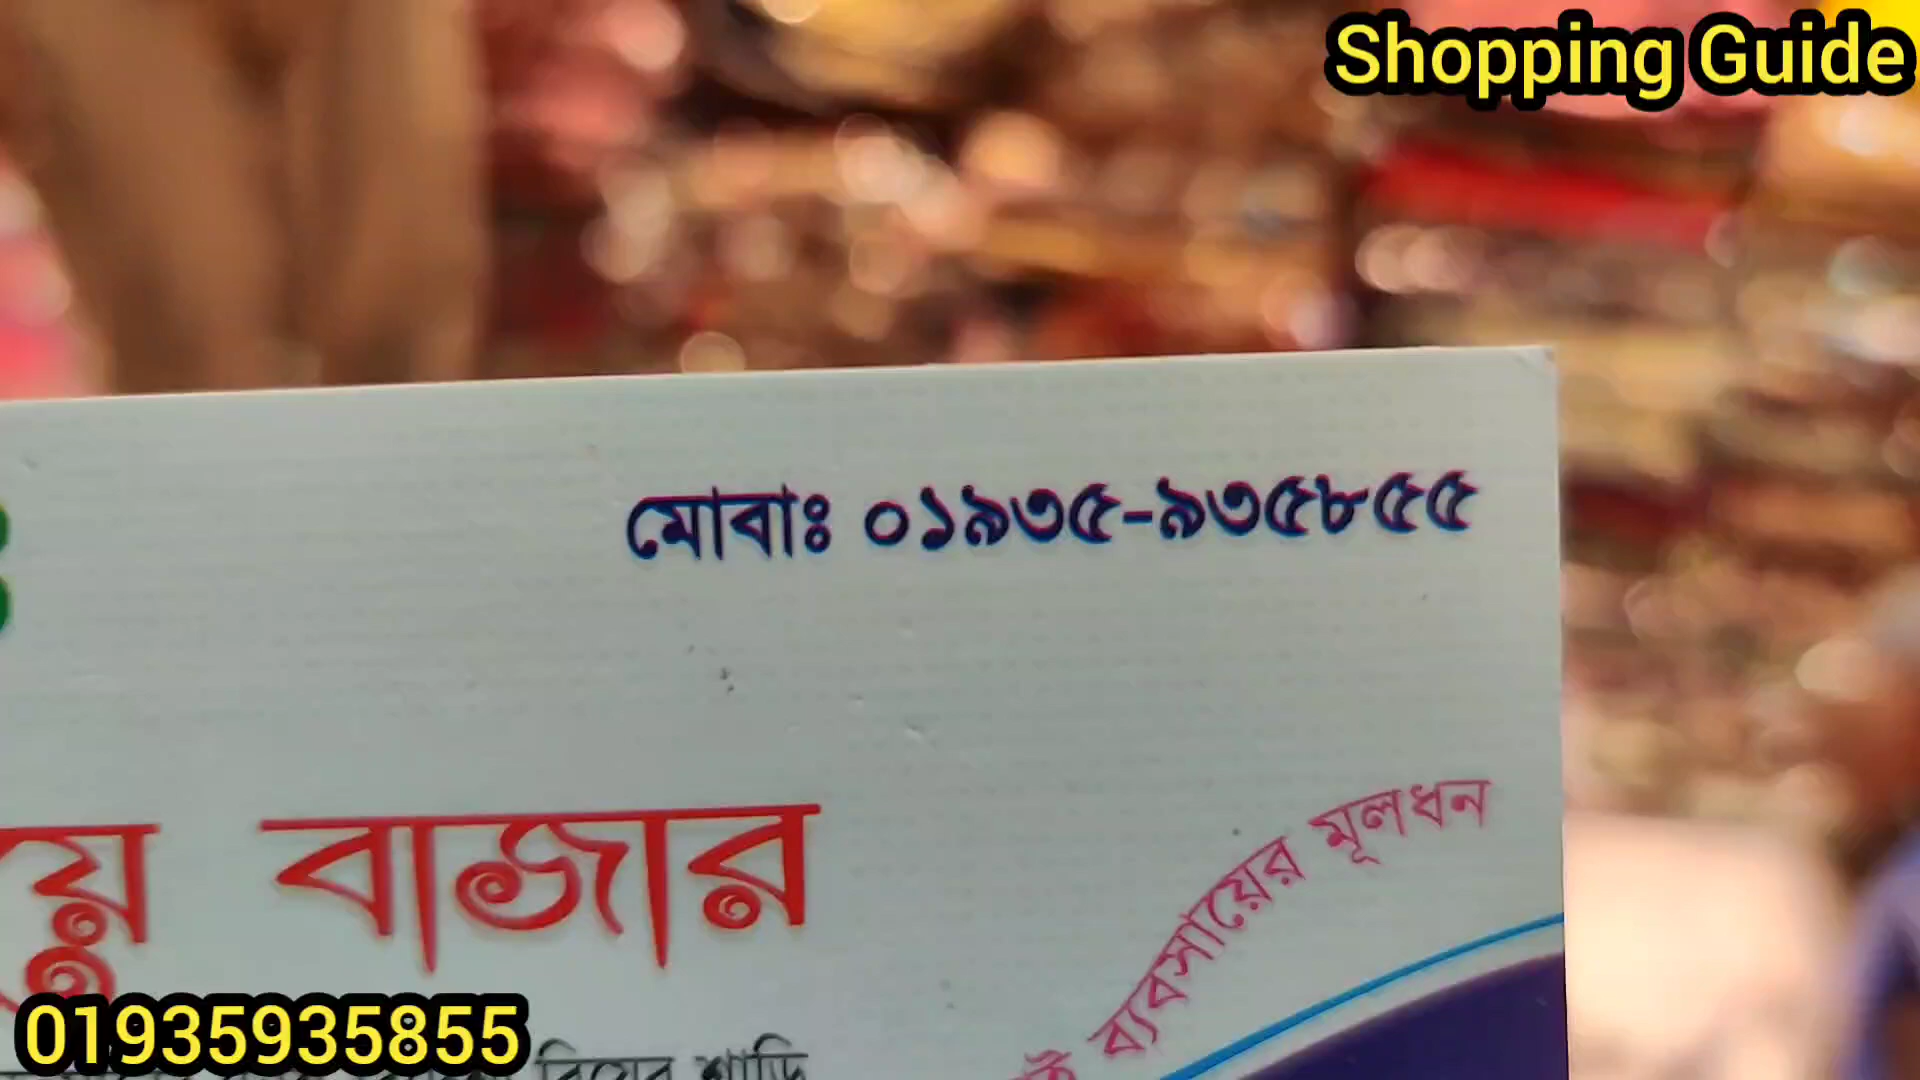 Shopping Guide
মোবাঃ ০১৯৩৫-৯৩৫৮৫৫
বাজার
ব্যবসায়ের মূলধন
01935935855
বিয়ের শাড়ি